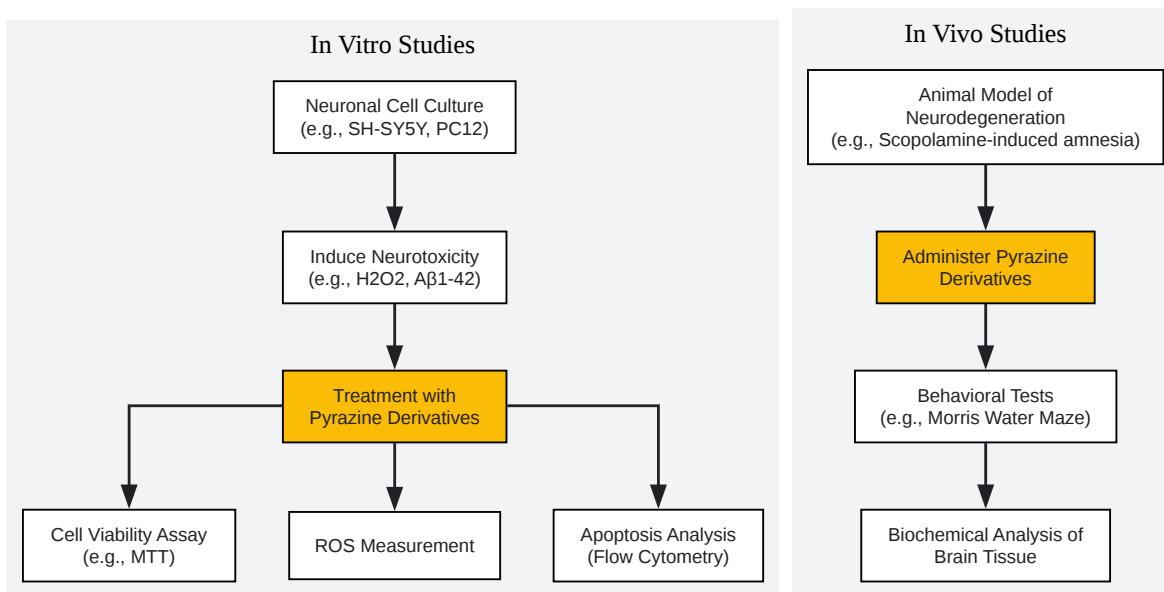 In Vitro Studies
Neuronal Cell Culture
(e.g., SH-SY5Y, PC12)
Induce Neurotoxicity
(e.g., H2O2, Aβ1-42)
Treatment with
Pyrazine Derivatives
Cell Viability Assay
(e.g., MTT)
ROS Measurement
Apoptosis Analysis
(Flow Cytometry)
In Vivo Studies
Animal Model of
Neurodegeneration
(e.g., Scopolamine-induced amnesia)
Administer Pyrazine
Derivatives
Behavioral Tests
(e.g., Morris Water Maze)
Biochemical Analysis of
Brain Tissue